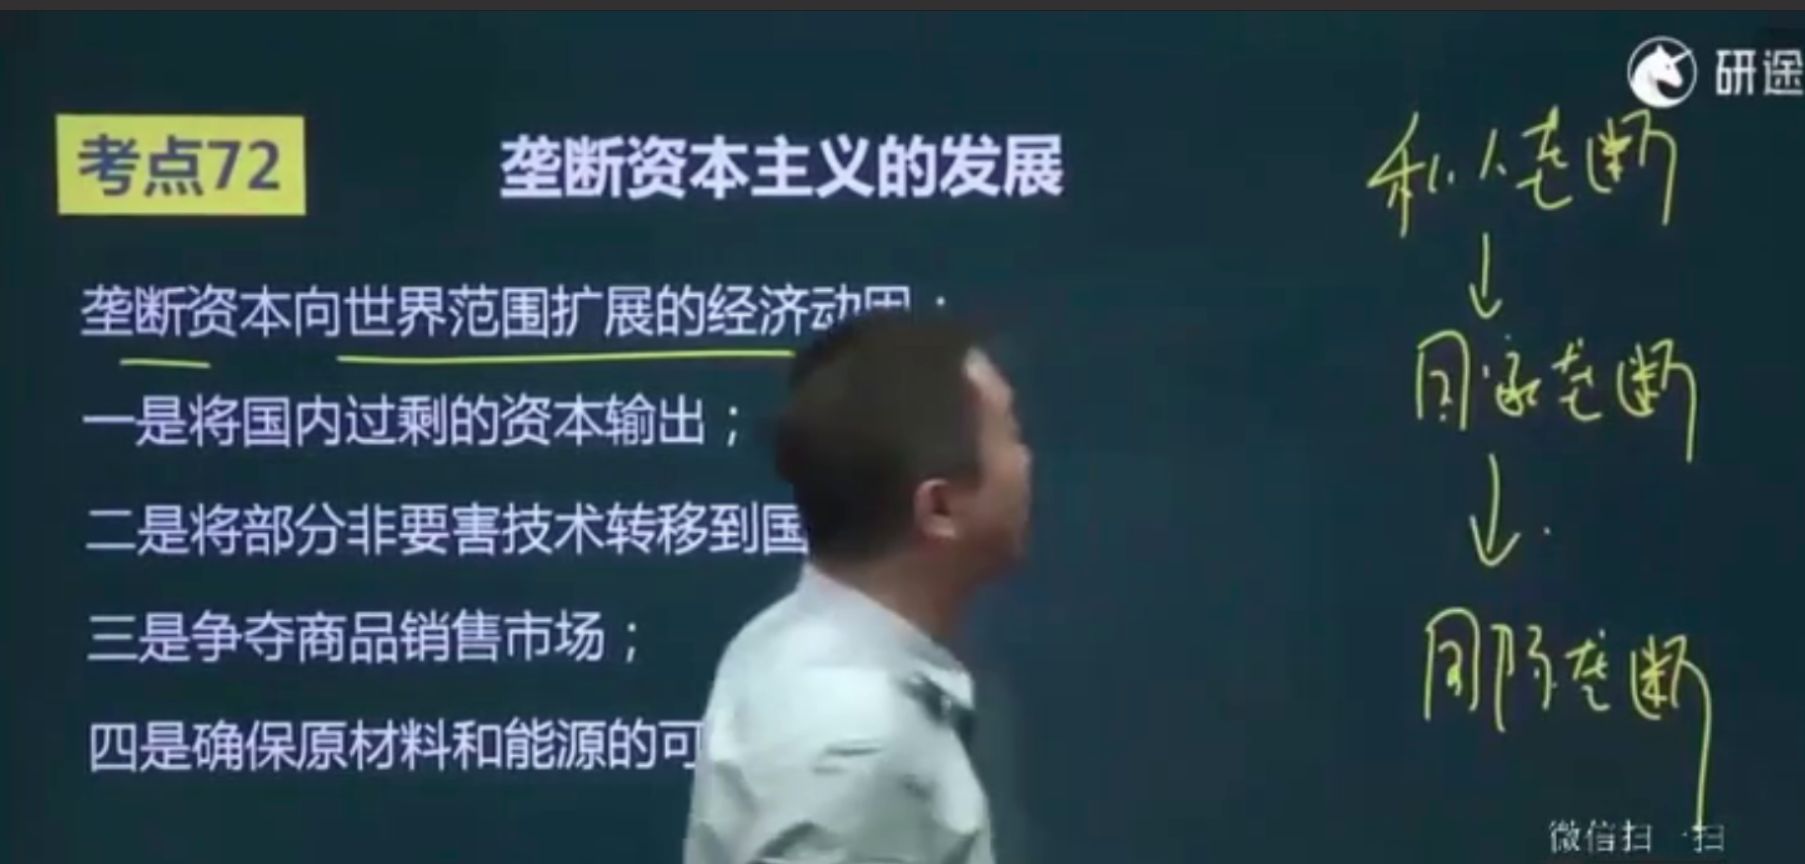 研途
考点72
垄断资本主义的发展
私人垄断
↓
垄断资本向世界范围扩展的经济动因：
国家垄断
一是将国内过剩的资本输出；
↓
二是将部分非要害技术转移到国
三是争夺商品销售市场；
国际垄断
四是确保原材料和能源的可
微信扫一扫